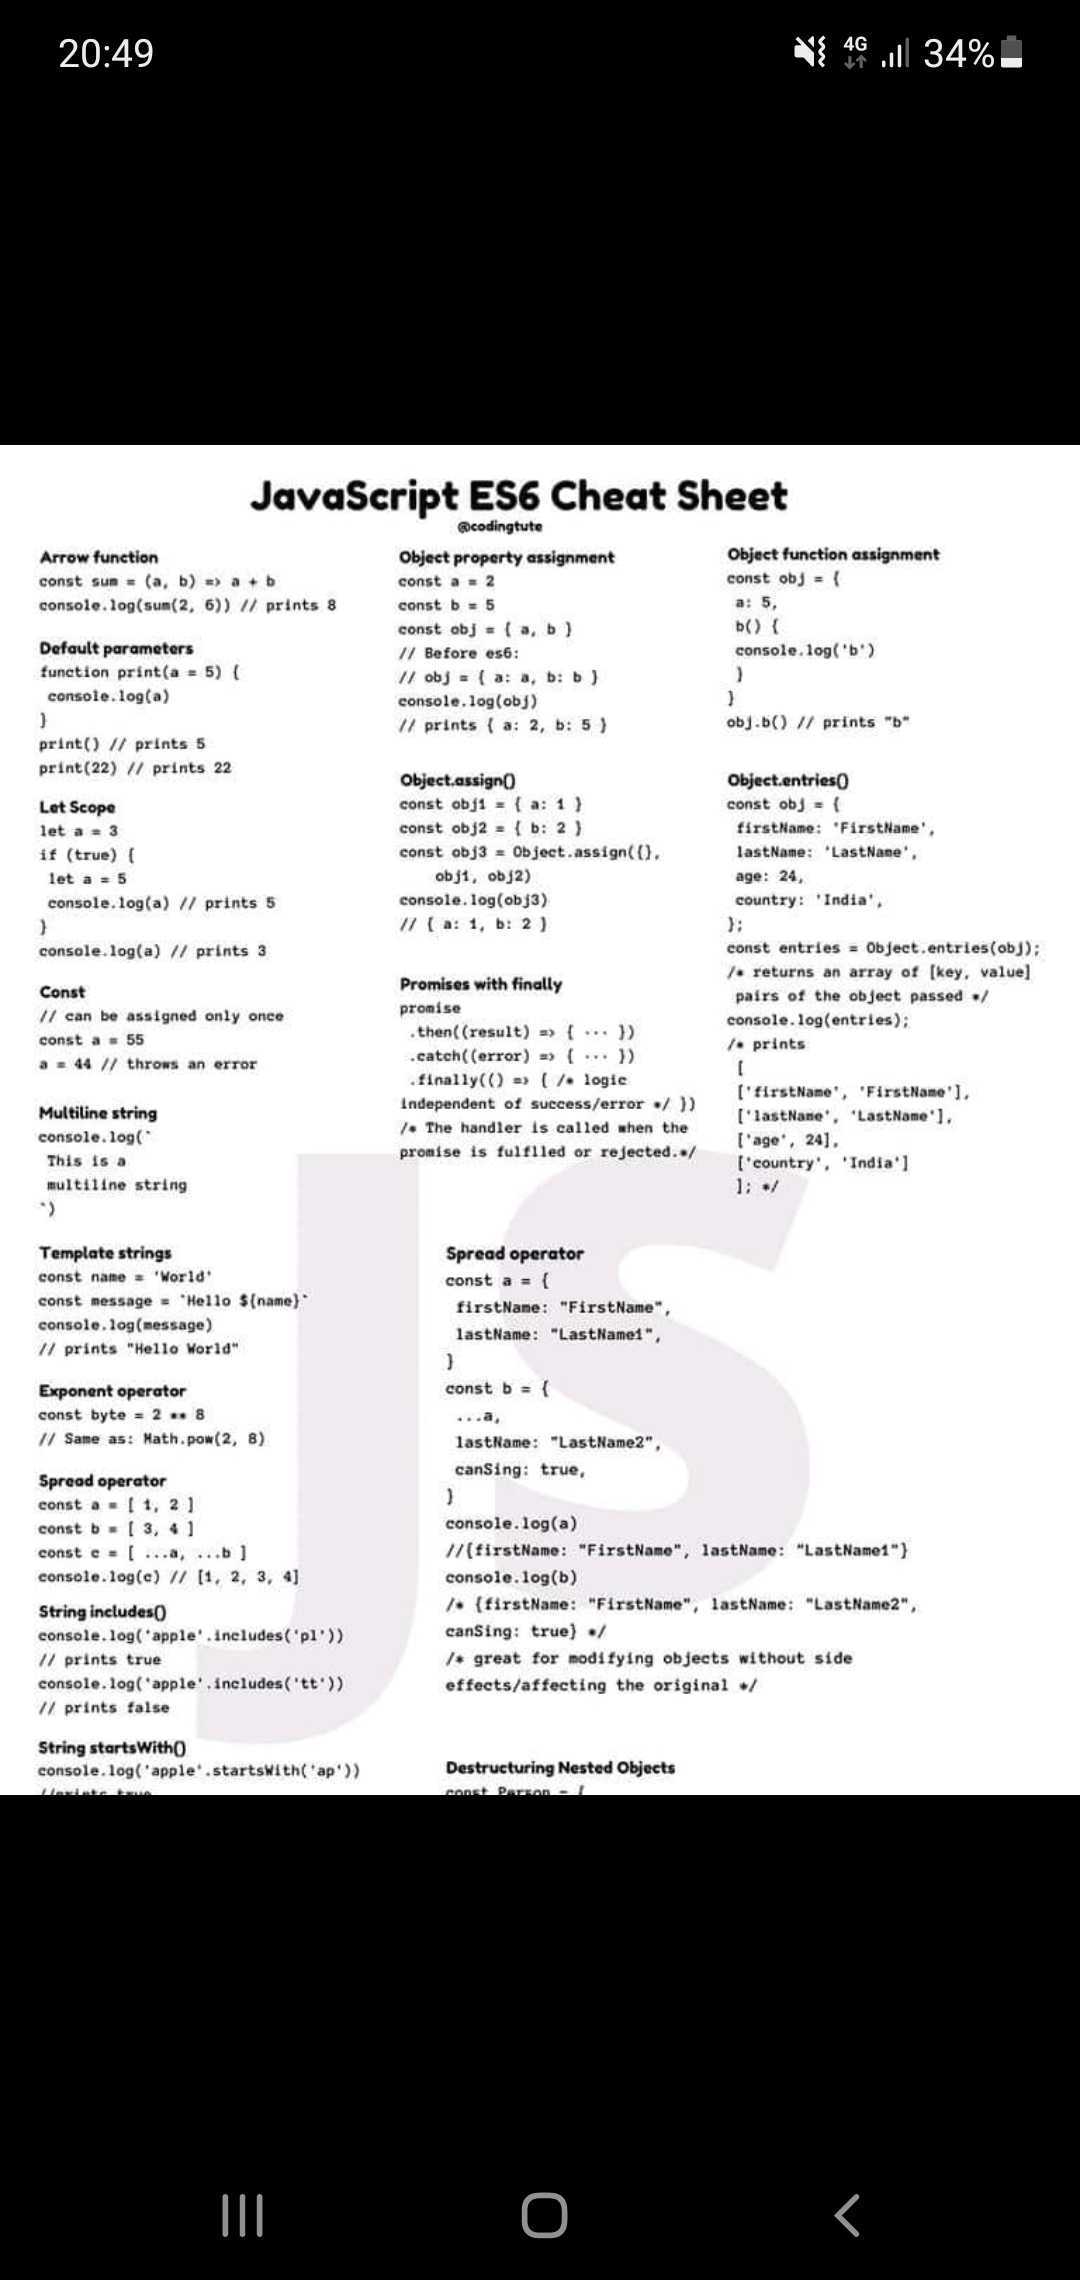 20:49
4G
34%
JavaScript ES6 Cheat Sheet
@codingtute
Arrow function
const sum = (a, b) => a + b
console.log(sum(2, 6)) // prints 8
Default parameters
function print(a = 5) {
console.log(a)
}
print() // prints 5
print(22) // prints 22
Let Scope
let a = 3
if (true) {
let a = 5
console.log(a) // prints 5
}
console.log(a) // prints 3
Const
// can be assigned only once
const a = 55
a = 44 // throws an error
Multiline string
console.log(`
This is a
multiline string
`)
Object property assignment
const a = 2
const b = 5
const obj = { a, b }
// Before es6:
// obj = { a: a, b: b }
console.log(obj)
// prints { a: 2, b: 5 }
Object.assign()
const obj1 = { a: 1 }
const obj2 = { b: 2 }
const obj3 = Object.assign({},
obj1, obj2)
console.log(obj3)
// { a: 1, b: 2 }
Promises with finally
promise
.then((result) => { ··· })
.catch((error) => { ··· })
.finally(() => { /* logic
independent of success/error */ })
/* The handler is called when the
promise is fulflled or rejected.*/
Object function assignment
const obj = {
a: 5,
b() {
console.log('b')
}
}
obj.b() // prints "b"
Object.entries()
const obj = {
firstName: 'FirstName',
lastName: 'LastName',
age: 24,
country: 'India',
};
const entries = Object.entries(obj);
/* returns an array of [key, value]
pairs of the object passed */
console.log(entries);
/* prints
[
['firstName', 'FirstName'],
['lastName', 'LastName'],
['age', 24],
['country', 'India']
]; */
Template strings
const name = 'World'
const message = `Hello ${name}`
console.log(message)
// prints "Hello World"
Exponent operator
const byte = 2 ** 8
// Same as: Math.pow(2, 8)
Spread operator
const a = [ 1, 2 ]
const b = [ 3, 4 ]
const c = [ ...a, ...b ]
console.log(c) // [1, 2, 3, 4]
String includes()
console.log('apple'.includes('pl'))
// prints true
console.log('apple'.includes('tt'))
// prints false
String startsWith()
console.log('apple'.startsWith('ap'))
//prints true
Spread operator
const a = {
firstName: "FirstName",
lastName: "LastName1",
}
const b = {
...a,
lastName: "LastName2",
canSing: true,
}
console.log(a)
//{firstName: "FirstName", lastName: "LastName1"}
console.log(b)
/* {firstName: "FirstName", lastName: "LastName2",
canSing: true} */
/* great for modifying objects without side
effects/affecting the original */
Destructuring Nested Objects
const Person = {
JS